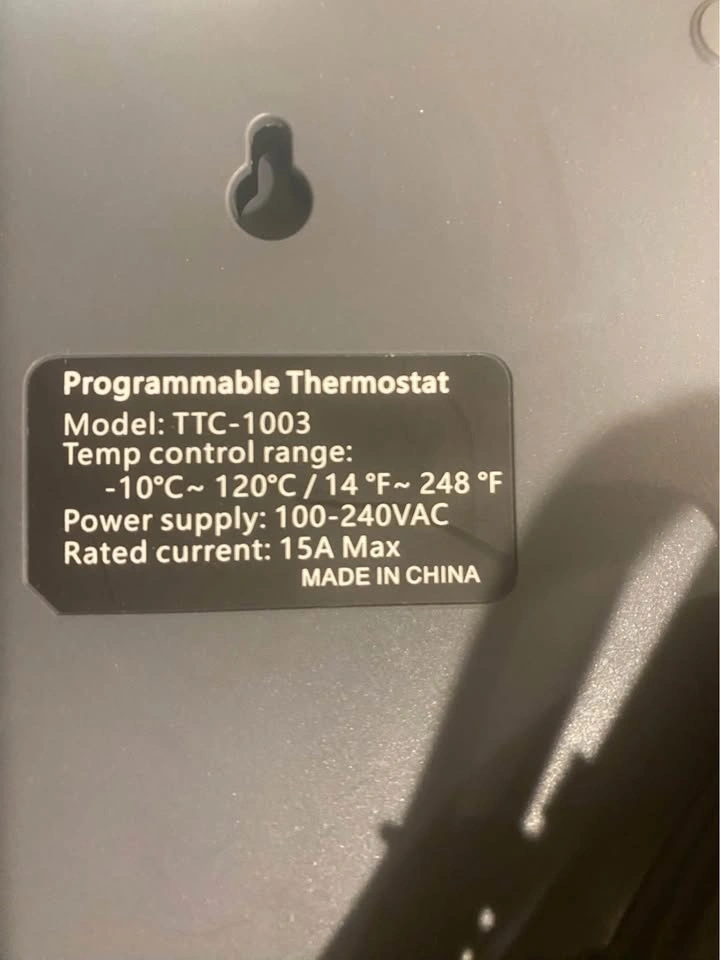 Programmable Thermostat
Model: TTC-1003
Temp control range:
-10°C~ 120°C / 14 °F~ 248 °F
Power supply: 100-240VAC
Rated current: 15A Max
MADE IN CHINA